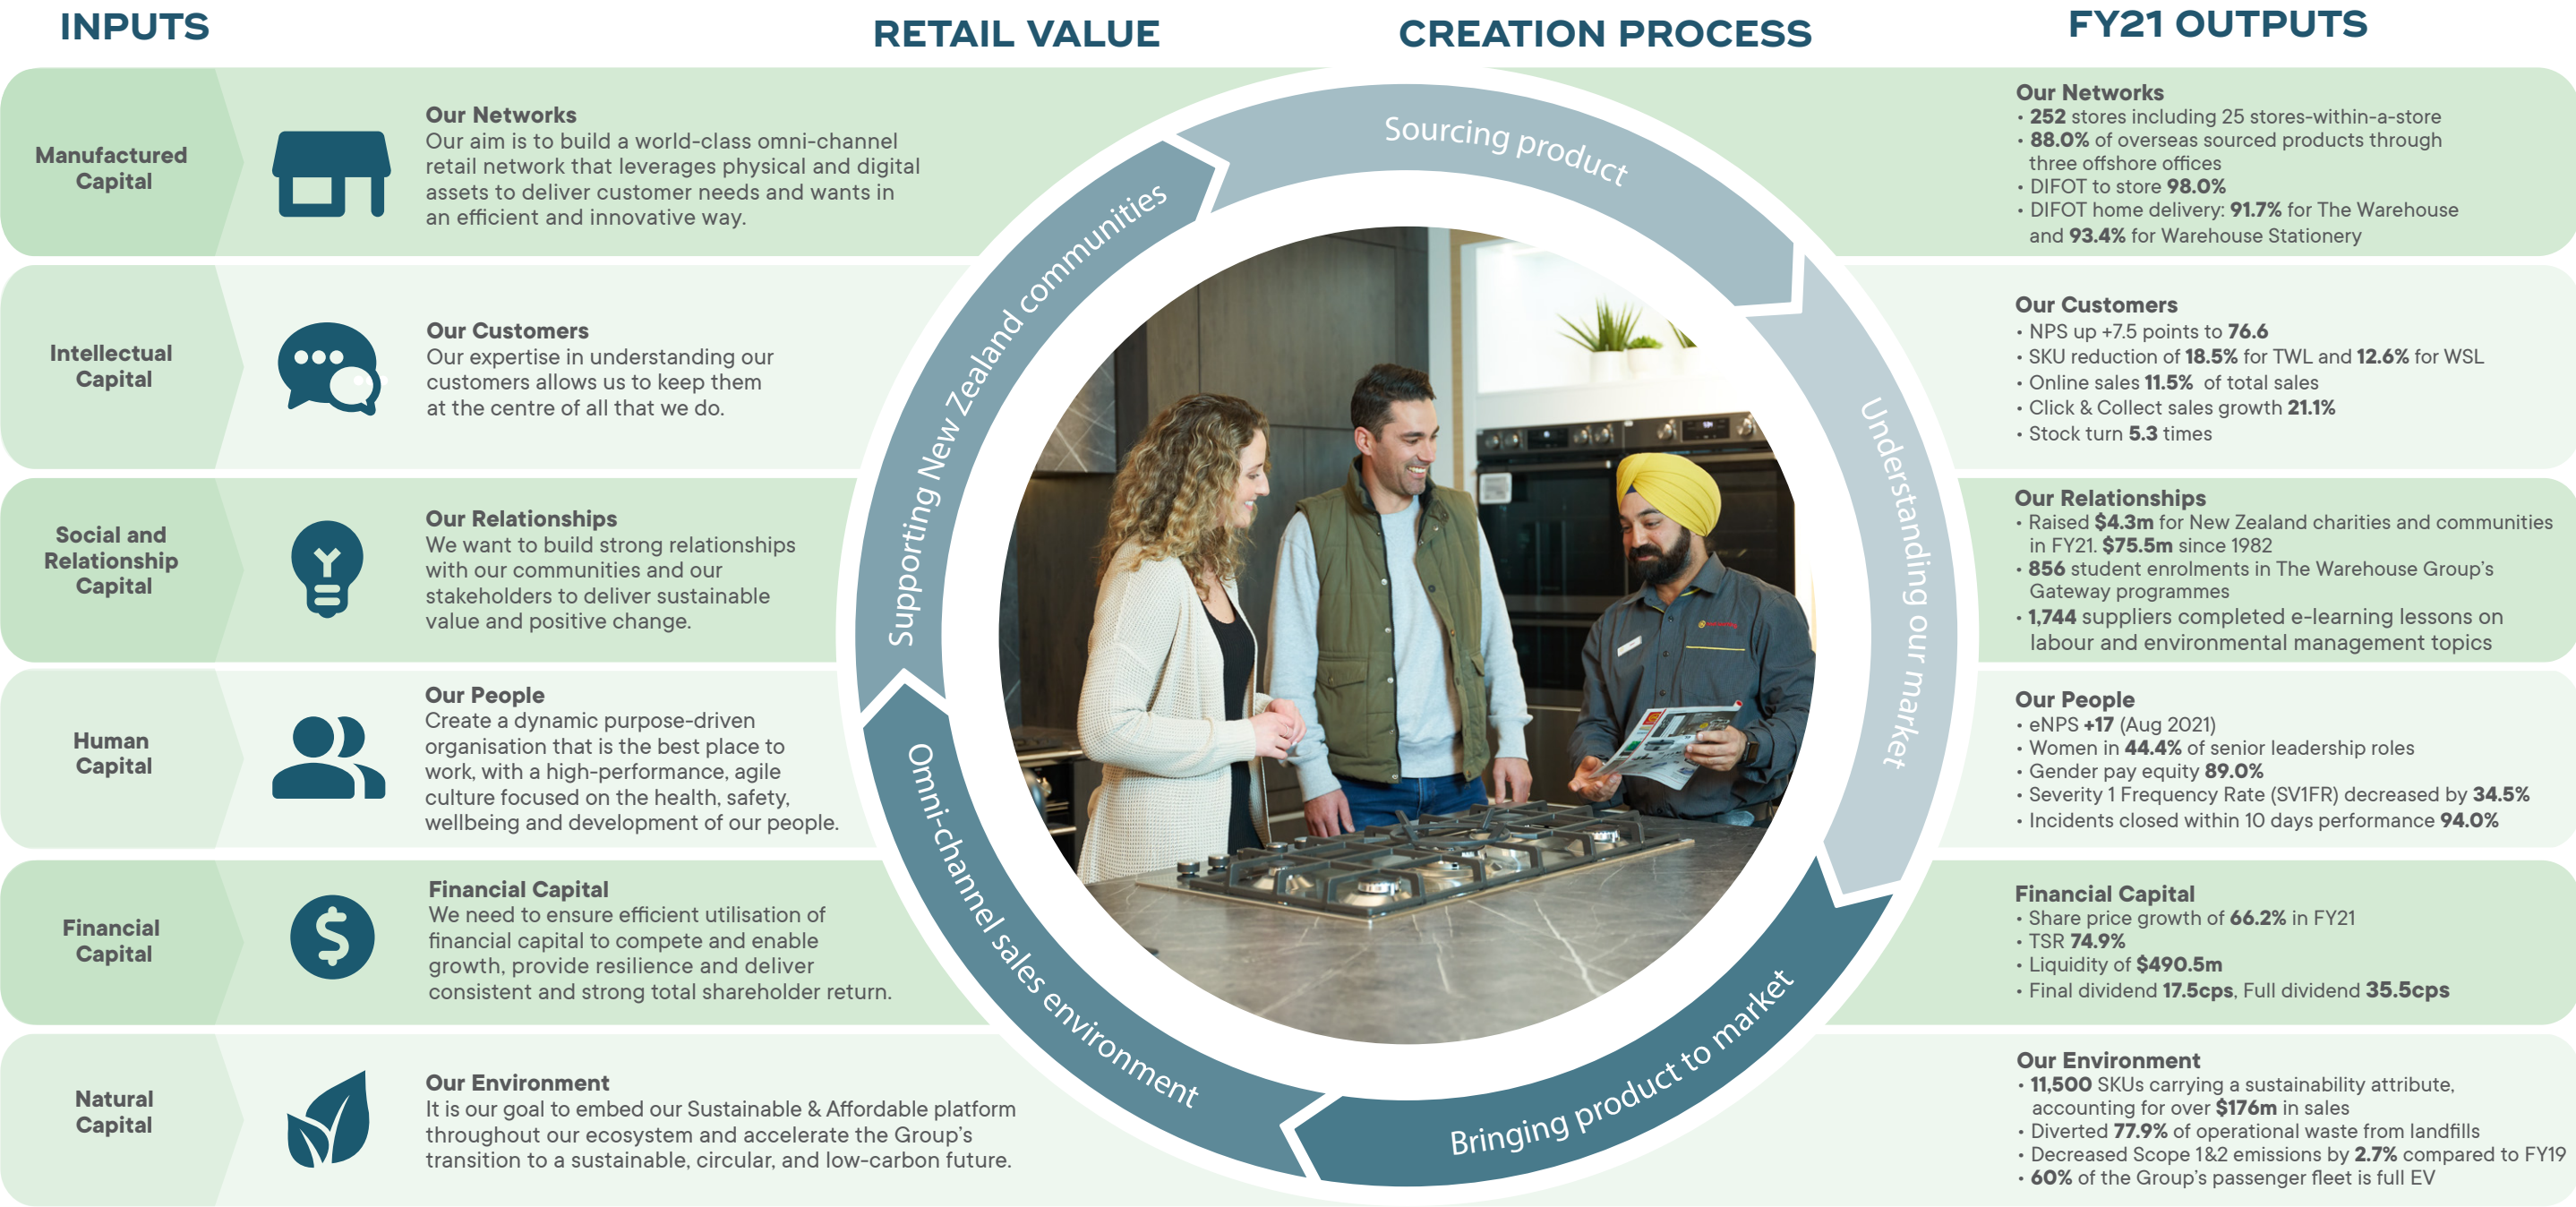 INPUTS
RETAIL VALUE
CREATION PROCESS
FY21 OUTPUTS
Manufactured
Capital
Our Networks
Our aim is to build a world-class omni-channel
retail network that leverages physical and digital
assets to deliver customer needs and wants in
an efficient and innovative way.
Intellectual
Capital
Our Customers
Our expertise in understanding our
customers allows us to keep them
at the centre of all that we do.
Social and
Relationship
Capital
Our Relationships
We want to build strong relationships
with our communities and our
stakeholders to deliver sustainable
value and positive change.
Human
Capital
Our People
Create a dynamic purpose-driven
organisation that is the best place to
work, with a high-performance, agile
culture focused on the health, safety,
wellbeing and development of our people.
Financial
Capital
Financial Capital
We need to ensure efficient utilisation of
financial capital to compete and enable
growth, provide resilience and deliver
consistent and strong total shareholder return.
Natural
Capital
Our Environment
It is our goal to embed our Sustainable & Affordable platform
throughout our ecosystem and accelerate the Group's
transition to a sustainable, circular, and low-carbon future.
Sourcing product
Understanding our market
Bringing product to market
Omni-channel sales environment
Supporting New Zealand communities
Our Networks
• 252 stores including 25 stores-within-a-store
• 88.0% of overseas sourced products through
three offshore offices
• DIFOT to store 98.0%
• DIFOT home delivery: 91.7% for The Warehouse
and 93.4% for Warehouse Stationery
Our Customers
• NPS up +7.5 points to 76.6
• SKU reduction of 18.5% for TWL and 12.6% for WSL
• Online sales 11.5% of total sales
• Click & Collect sales growth 21.1%
• Stock turn 5.3 times
Our Relationships
• Raised $4.3m for New Zealand charities and communities
in FY21. $75.5m since 1982
• 856 student enrolments in The Warehouse Group's
Gateway programmes
• 1,744 suppliers completed e-learning lessons on
labour and environmental management topics
Our People
• eNPS +17 (Aug 2021)
• Women in 44.4% of senior leadership roles
• Gender pay equity 89.0%
• Severity 1 Frequency Rate (SV1FR) decreased by 34.5%
• Incidents closed within 10 days performance 94.0%
Financial Capital
• Share price growth of 66.2% in FY21
• TSR 74.9%
• Liquidity of $490.5m
• Final dividend 17.5cps, Full dividend 35.5cps
Our Environment
• 11,500 SKUs carrying a sustainability attribute,
accounting for over $176m in sales
• Diverted 77.9% of operational waste from landfills
• Decreased Scope 1&2 emissions by 2.7% compared to FY19
• 60% of the Group's passenger fleet is full EV